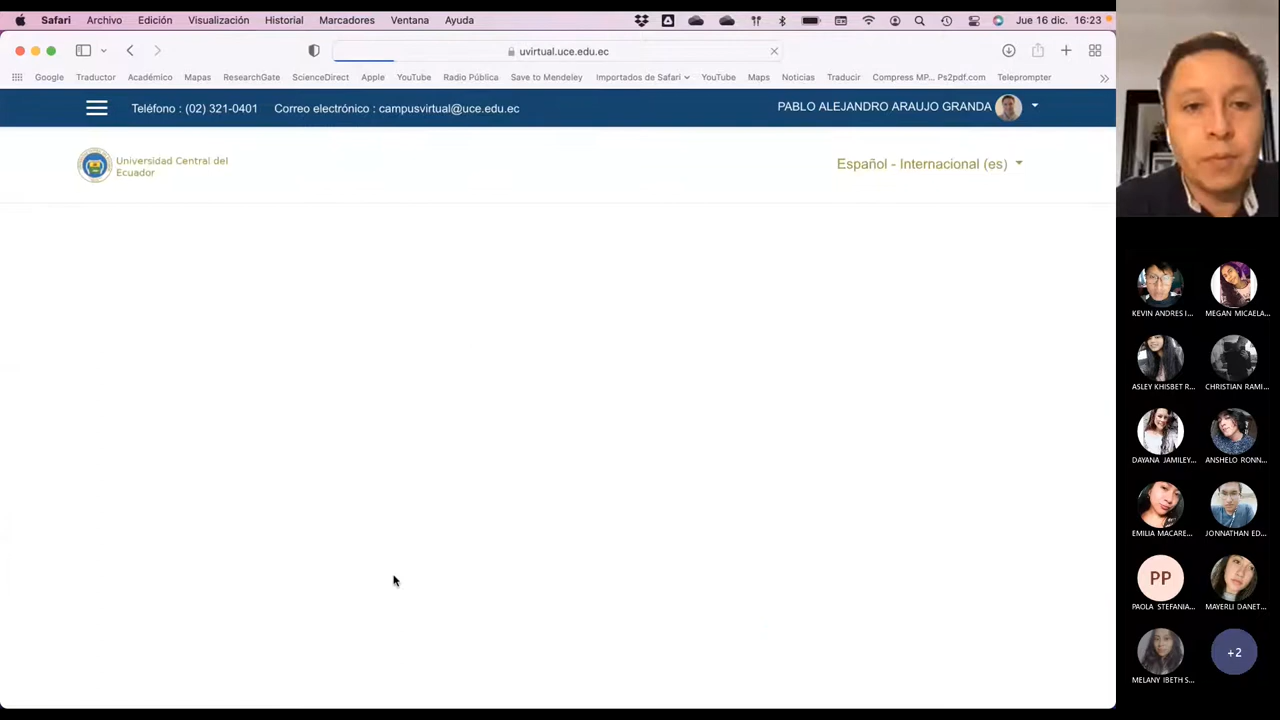 Safari Archivo Edición Visualización Historial Marcadores Ventana Ayuda Jue 16 dic. 16:23
uvirtual.uce.edu.ec
Google Traductor Académico Mapas ResearchGate ScienceDirect Apple YouTube Radio Pública Save to Mendeley Importados de Safari YouTube Maps Noticias Traducir Compress MP... Ps2pdf.com Teleprompter
Teléfono : (02) 321-0401 Correo electrónico : campusvirtual@uce.edu.ec PABLO ALEJANDRO ARAUJO GRANDA
Universidad Central del
Ecuador
Español - Internacional (es)
KEVIN ANDRES I... MEGAN MICAELA...
ASLEY KHISBET R... CHRISTIAN RAMI...
DAYANA JAMILEY... ANSHELO RONN...
EMILIA MACARE... JONNATHAN ED...
PP
PAOLA STEFANIA... MAYERLI DANET...
+2
MELANY IBETH S...